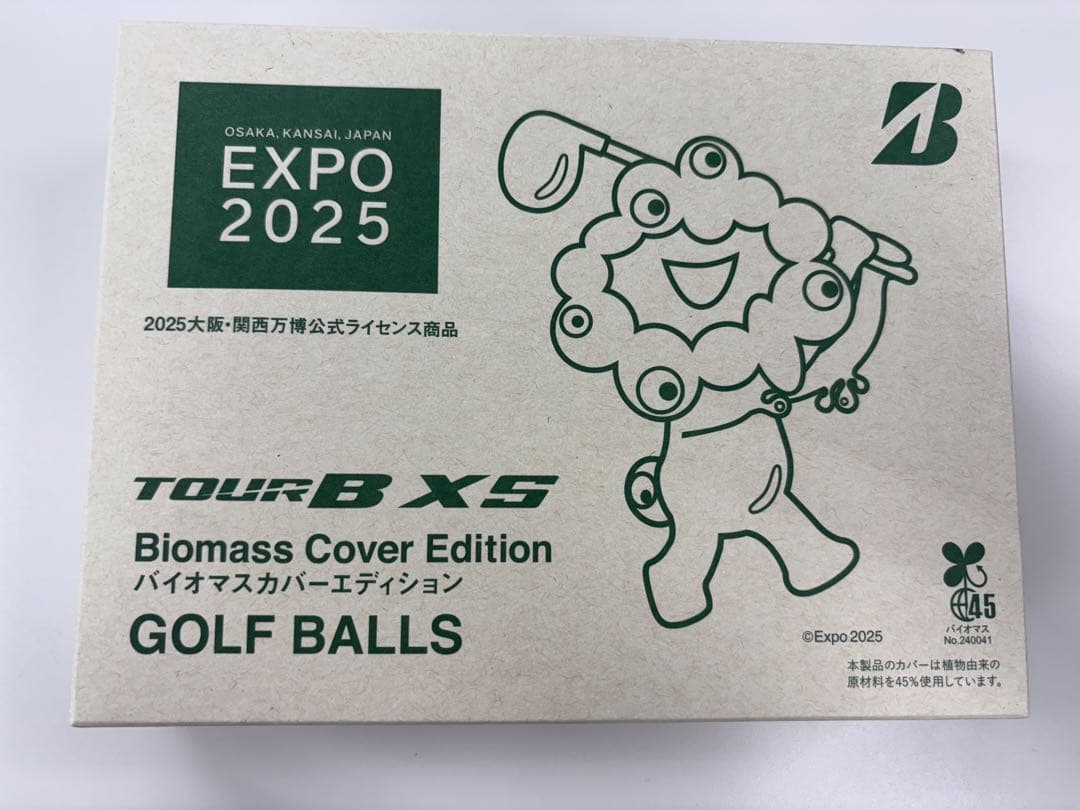 OSAKA, KANSAI, JAPAN
EXPO
2025
2025大阪・関西万博公式ライセンス商品
B
TOUR B XS
Biomass Cover Edition
バイオマスカバーエディション
GOLF BALLS
©Expo 2025
45
バイオマス
No.240041
本製品のカバーは植物由来の
原材料を45%使用しています。